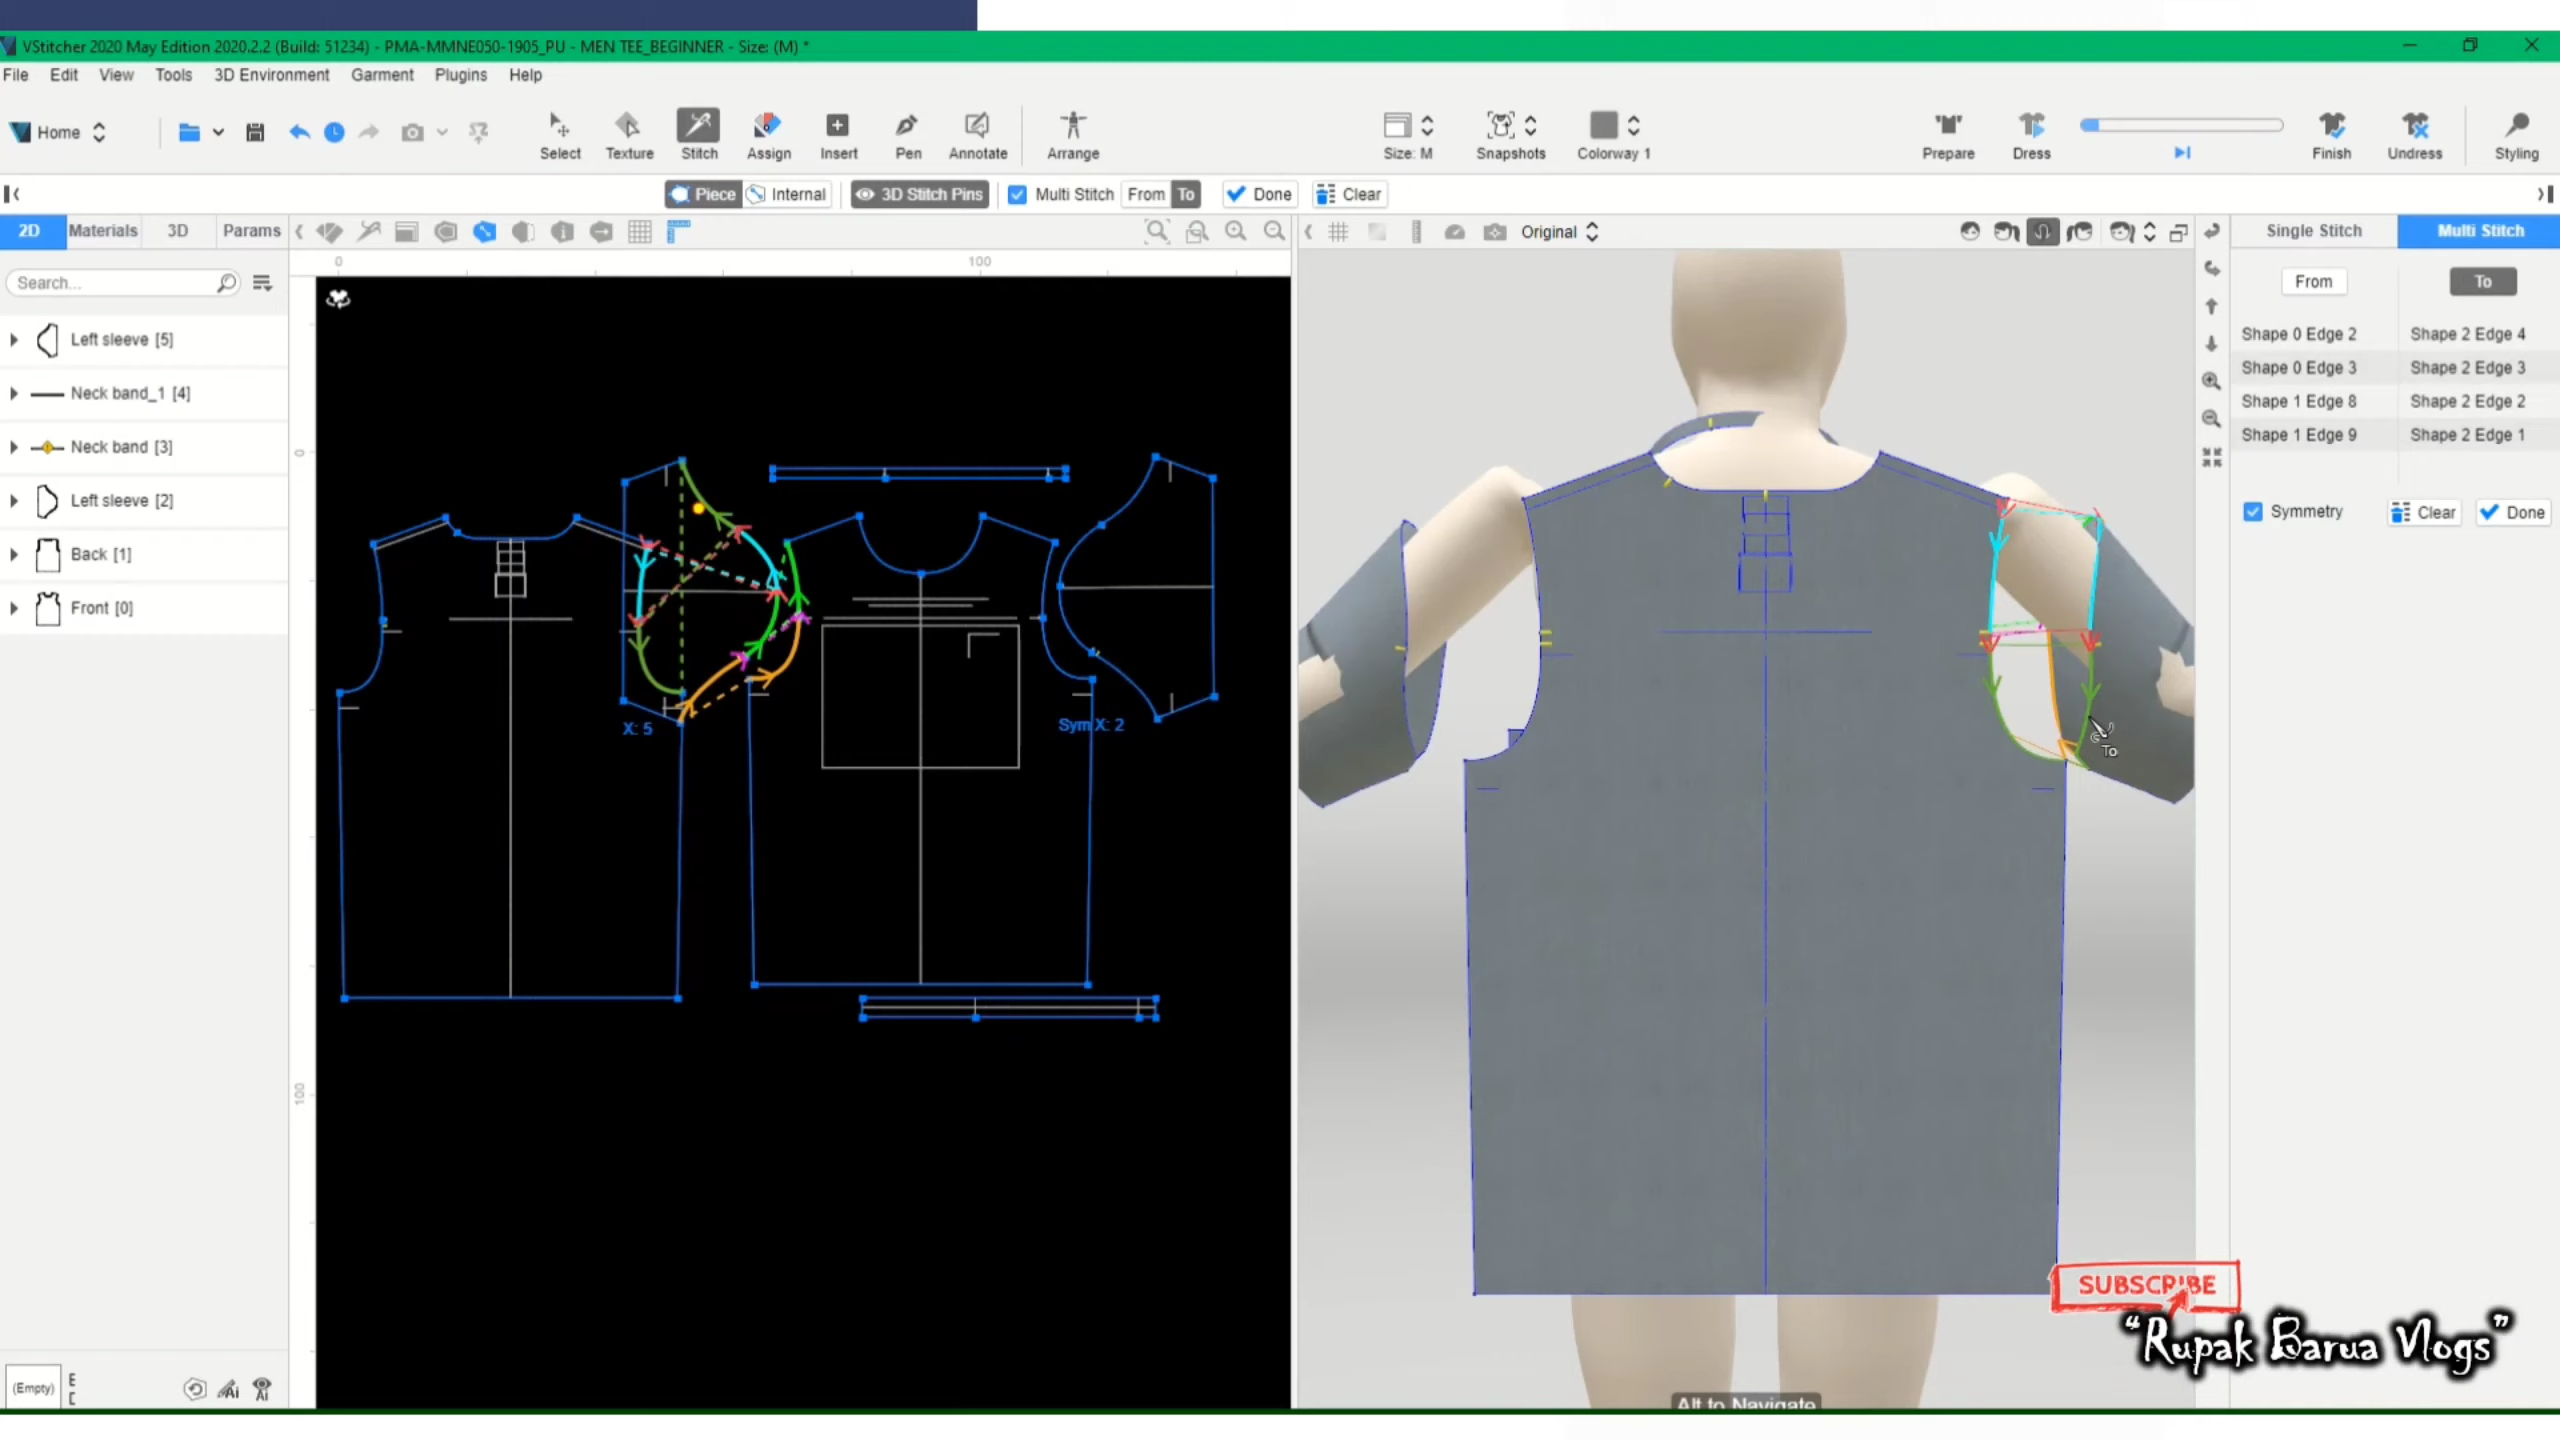 VStitcher 2020 May Edition 2020.2.2 (Build: 51234) - PMA-MMNE050-1905_PU - MEN TEE_BEGINNER - Size: (M) *
File Edit View Tools 3D Environment Garment Plugins Help
Home
Select Texture Stitch Assign Insert Pen Annotate Arrange Size: M Snapshots Colorway 1 Prepare Dress Finish Undress Styling
Piece Internal 3D Stitch Pins Multi Stitch From To Done Clear
2D Materials 3D Params
Original
Single Stitch Multi Stitch
0 100
Search...
From To
Left sleeve [5]
Neck band_1 [4]
Neck band [3]
Left sleeve [2]
Back [1]
Front [0]
0
100
X: 5
Sym X: 2
To
Shape 0 Edge 2 Shape 2 Edge 4
Shape 0 Edge 3 Shape 2 Edge 3
Shape 1 Edge 8 Shape 2 Edge 2
Shape 1 Edge 9 Shape 2 Edge 1
Symmetry Clear Done
SUBSCRIBE
“Rupak Barua Vlogs”
(Empty)
E
Ai
AI
Alt to Navigate